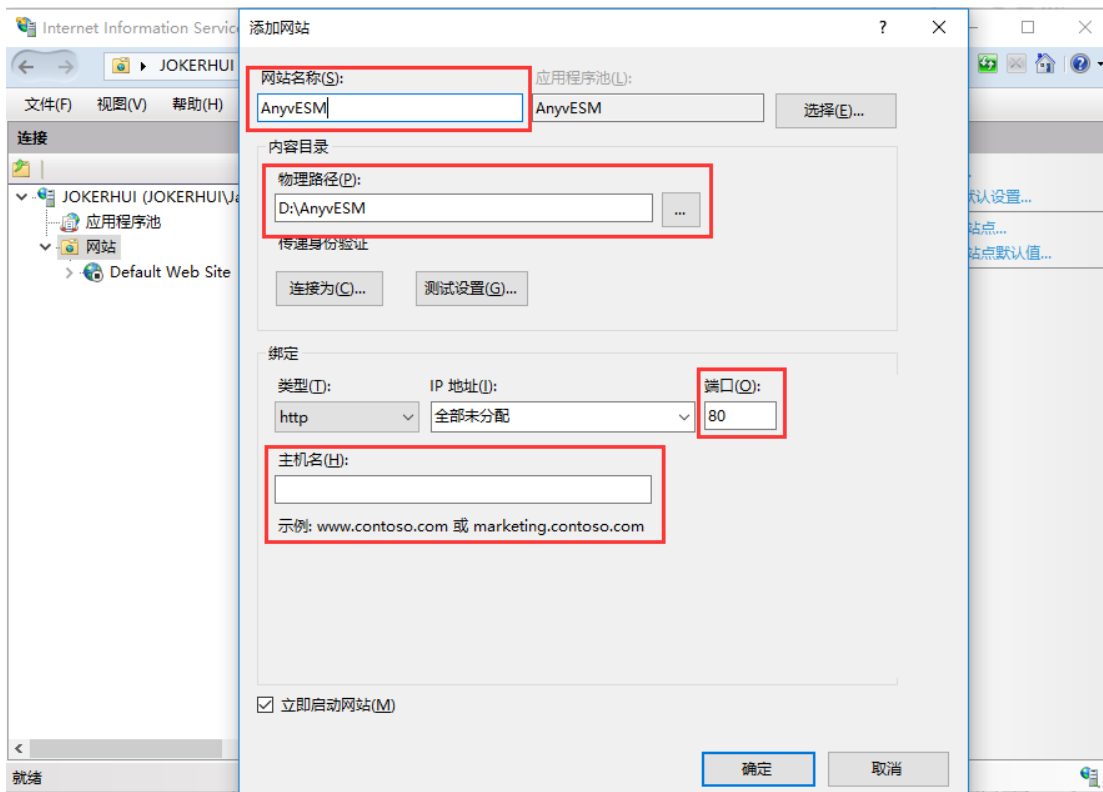 Internet Information Servic
添加网站
?
JOKERHUI
文件(F) 视图(V) 帮助(H)
连接
JOKERHUI (JOKERHUI\Ja
应用程序池
网站
Default Web Site
就绪
网站名称(S): 应用程序池(L):
AnyvESM AnyvESM 选择(E)...
内容目录
物理路径(P):
D:\AnyvESM ...
传递身份验证
连接为(C)... 测试设置(G)...
绑定
类型(T): IP 地址(I): 端口(O):
http 全部未分配 80
主机名(H):
示例: www.contoso.com 或 marketing.contoso.com
立即启动网站(M)
确定 取消
认设置...
站点...
站点默认值...